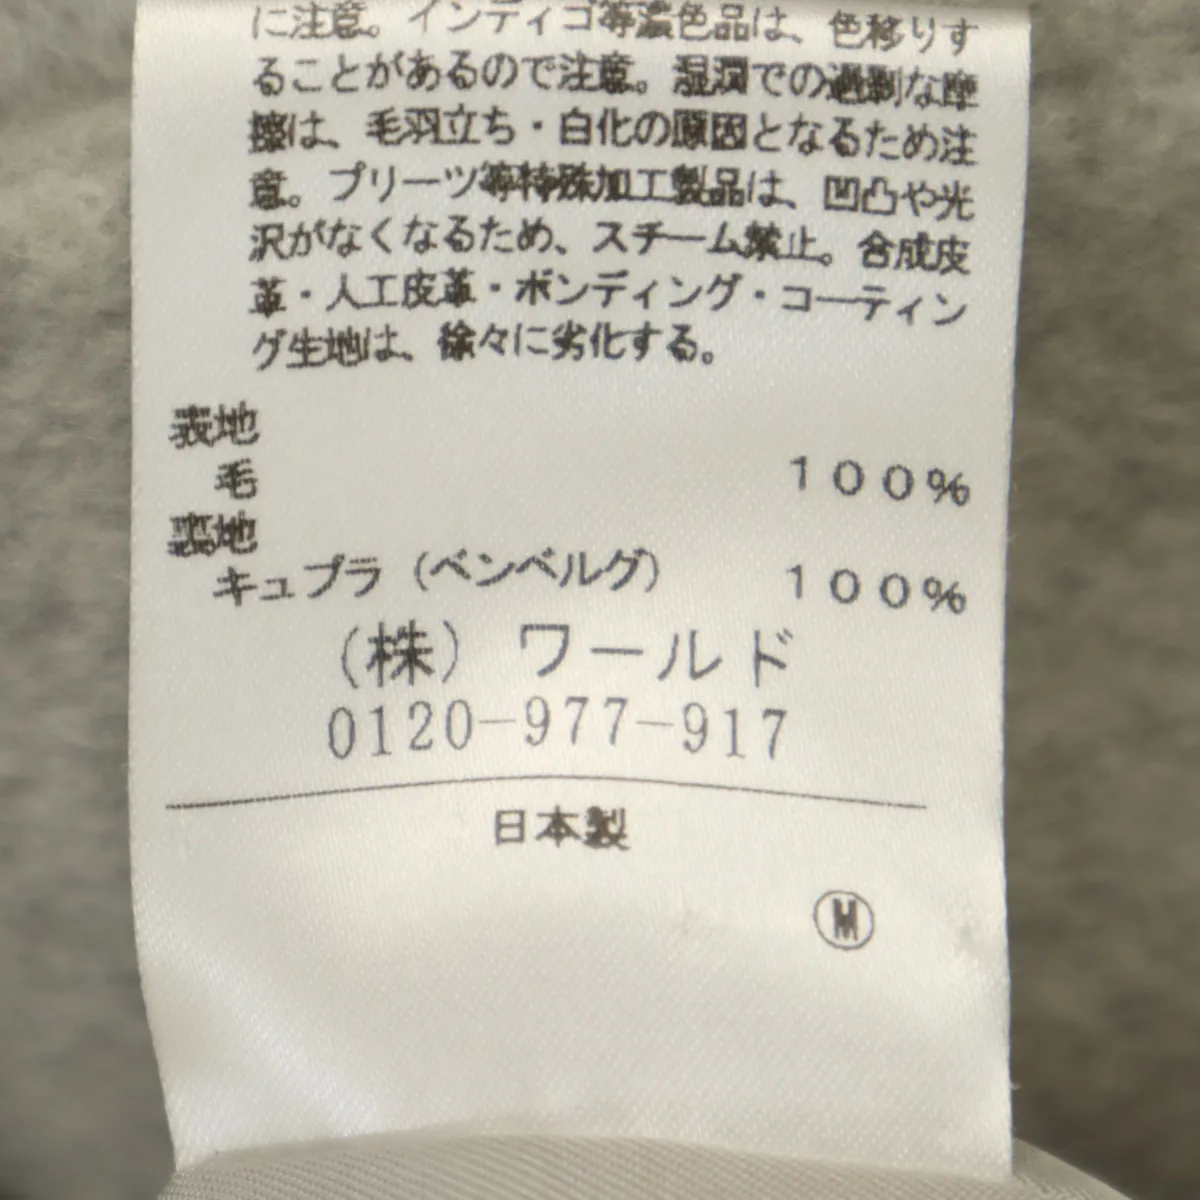 に注意。インディゴ等濃色品は、色移りす
ることがあるので注意。湿潤での過剰な摩
擦は、毛羽立ち・白化の原因となるため注
意。プリーツ等特殊加工製品は、凹凸や光
沢がなくなるため、スチーム禁止。合成皮
革・人工皮革・ボンディング・コーティン
グ生地は、徐々に劣化する。
表地
毛 100%
裏地
キュプラ（ベンベルグ） 100%
（株）ワールド
0120-977-917
日本製
Ⓜ